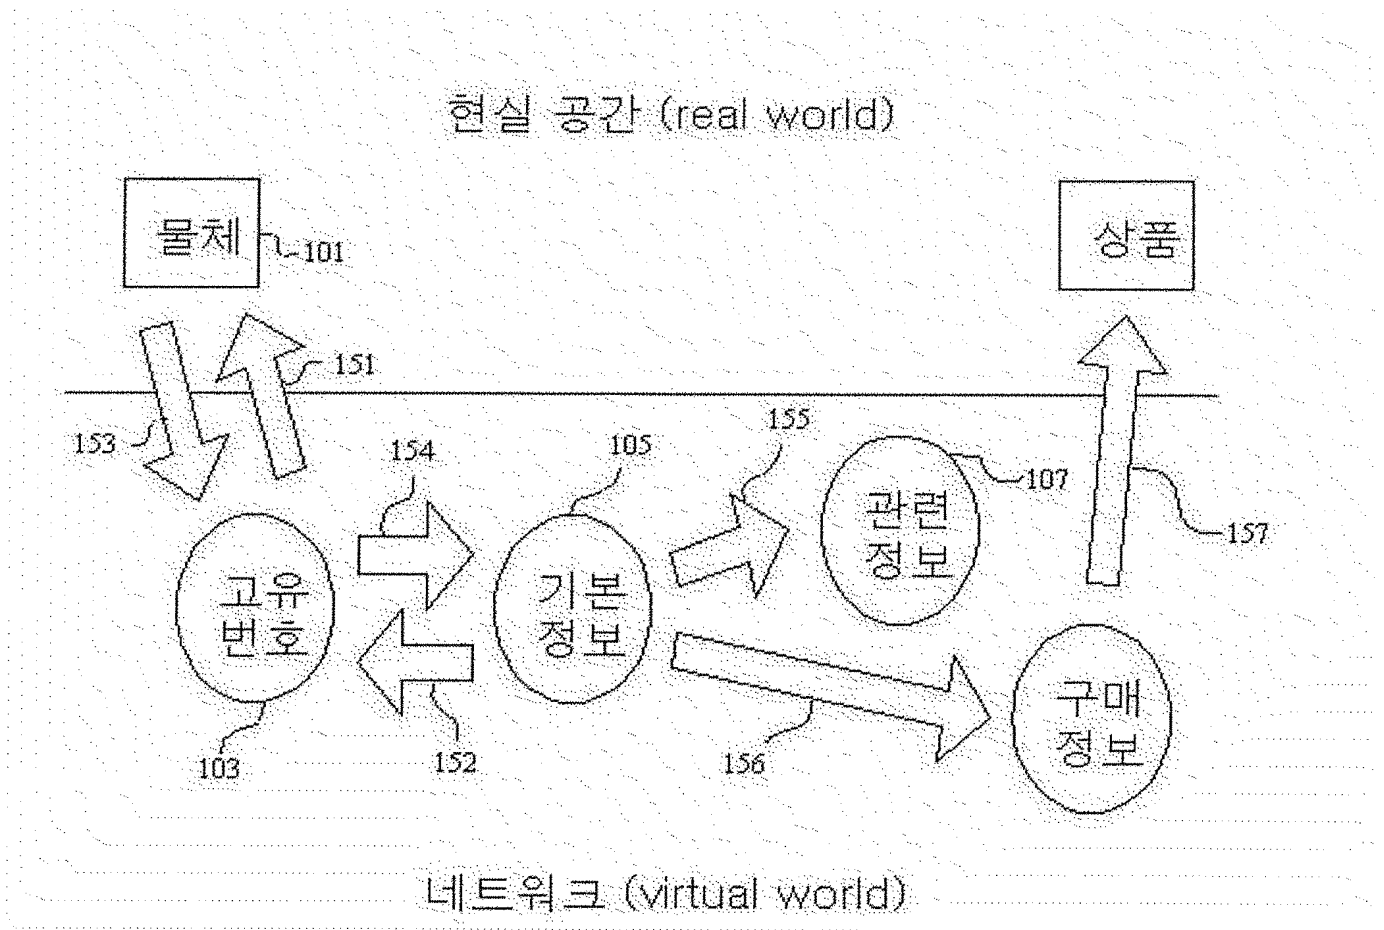 현실 공간 (real world)
물체
101
상품
151
153
154
105
155
107
157
관련
정보
고유
번호
기본
정보
구매
정보
103
152
156
네트워크 (virtual world)